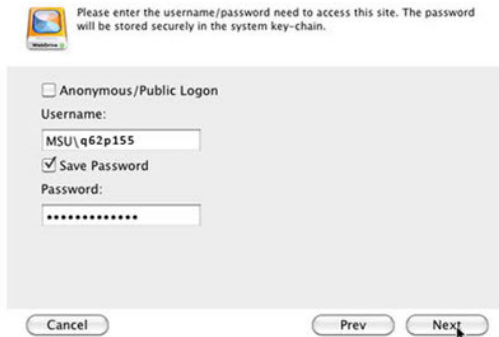 Please enter the username/password need to access this site. The password
will be stored securely in the system key-chain.
WebDrive
Anonymous/Public Logon
Username:
MSU\q62p155
Save Password
Password:
•••••••••••••
Cancel
Prev
Next